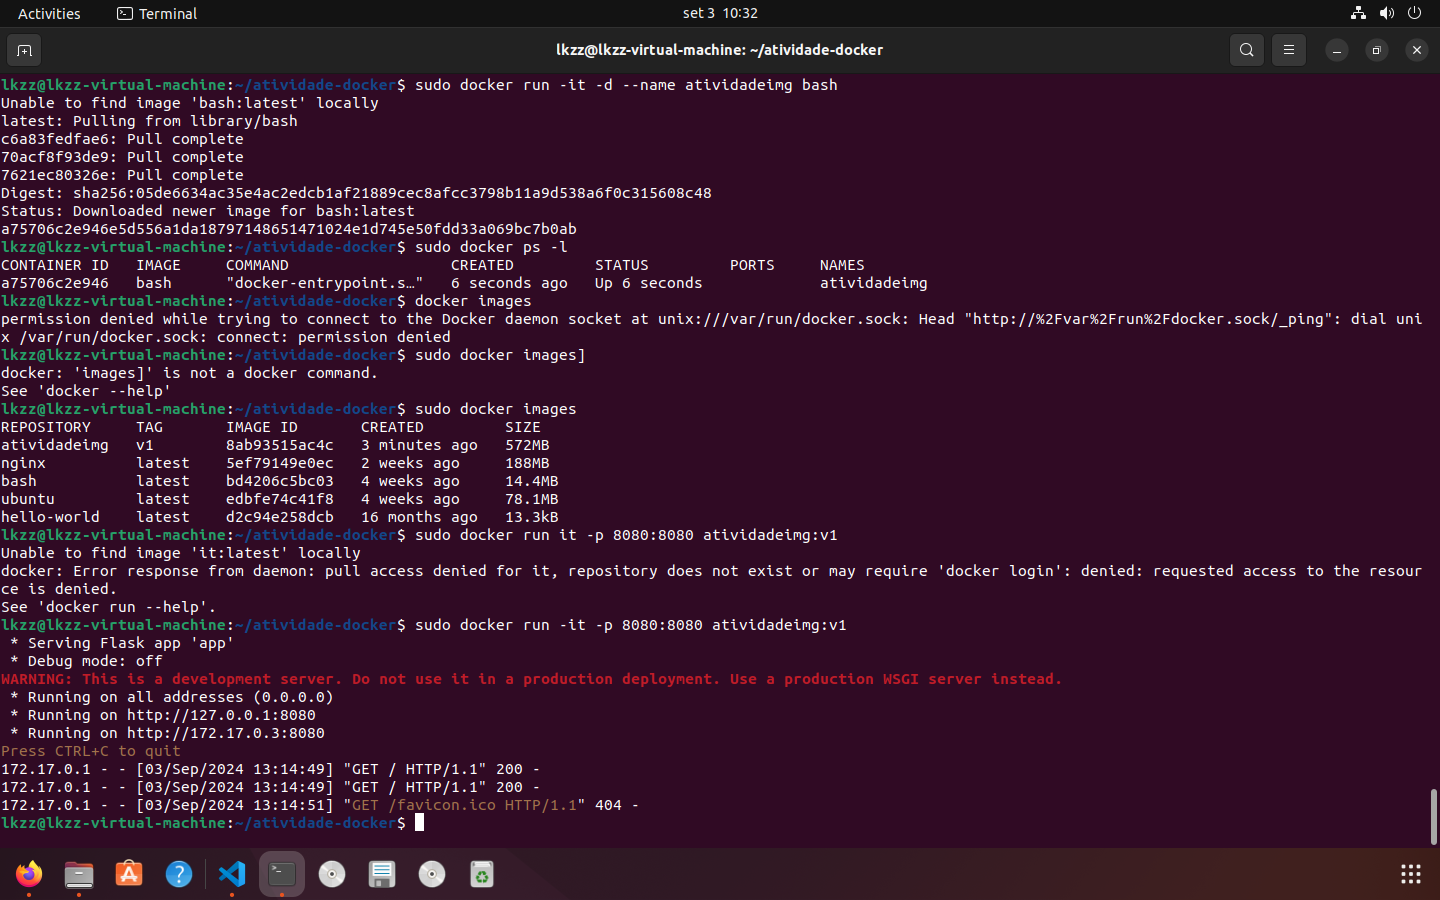 Activities
Terminal
set 3 10:32
lkzz@lkzz-virtual-machine: ~/atividade-docker
lkzz@lkzz-virtual-machine:~/atividade-docker$ sudo docker run -it -d --name atividadeimg bash
Unable to find image 'bash:latest' locally
latest: Pulling from library/bash
c6a83fedfae6: Pull complete
70acf8f93de9: Pull complete
7621ec80326e: Pull complete
Digest: sha256:05de6634ac35e4ac2edcb1af21889cec8afcc3798b11a9d538a6f0c315608c48
Status: Downloaded newer image for bash:latest
a75706c2e946e5d556a1da18797148651471024e1d745e50fdd33a069bc7b0ab
lkzz@lkzz-virtual-machine:~/atividade-docker$ sudo docker ps -l
CONTAINER ID   IMAGE     COMMAND                  CREATED         STATUS         PORTS     NAMES
a75706c2e946   bash      "docker-entrypoint.s…"   6 seconds ago   Up 6 seconds             atividadeimg
lkzz@lkzz-virtual-machine:~/atividade-docker$ docker images
permission denied while trying to connect to the Docker daemon socket at unix:///var/run/docker.sock: Head "http://%2Fvar%2Frun%2Fdocker.sock/_ping": dial uni
x /var/run/docker.sock: connect: permission denied
lkzz@lkzz-virtual-machine:~/atividade-docker$ sudo docker images]
docker: 'images]' is not a docker command.
See 'docker --help'
lkzz@lkzz-virtual-machine:~/atividade-docker$ sudo docker images
REPOSITORY     TAG       IMAGE ID       CREATED         SIZE
atividadeimg   v1        8ab93515ac4c   3 minutes ago   572MB
nginx          latest    5ef79149e0ec   2 weeks ago     188MB
bash           latest    bd4206c5bc03   4 weeks ago     14.4MB
ubuntu         latest    edbfe74c41f8   4 weeks ago     78.1MB
hello-world    latest    d2c94e258dcb   16 months ago   13.3kB
lkzz@lkzz-virtual-machine:~/atividade-docker$ sudo docker run it -p 8080:8080 atividadeimg:v1
Unable to find image 'it:latest' locally
docker: Error response from daemon: pull access denied for it, repository does not exist or may require 'docker login': denied: requested access to the resour
ce is denied.
See 'docker run --help'.
lkzz@lkzz-virtual-machine:~/atividade-docker$ sudo docker run -it -p 8080:8080 atividadeimg:v1
 * Serving Flask app 'app'
 * Debug mode: off
WARNING: This is a development server. Do not use it in a production deployment. Use a production WSGI server instead.
 * Running on all addresses (0.0.0.0)
 * Running on http://127.0.0.1:8080
 * Running on http://172.17.0.3:8080
Press CTRL+C to quit
172.17.0.1 - - [03/Sep/2024 13:14:49] "GET / HTTP/1.1" 200 -
172.17.0.1 - - [03/Sep/2024 13:14:49] "GET / HTTP/1.1" 200 -
172.17.0.1 - - [03/Sep/2024 13:14:51] "GET /favicon.ico HTTP/1.1" 404 -
lkzz@lkzz-virtual-machine:~/atividade-docker$